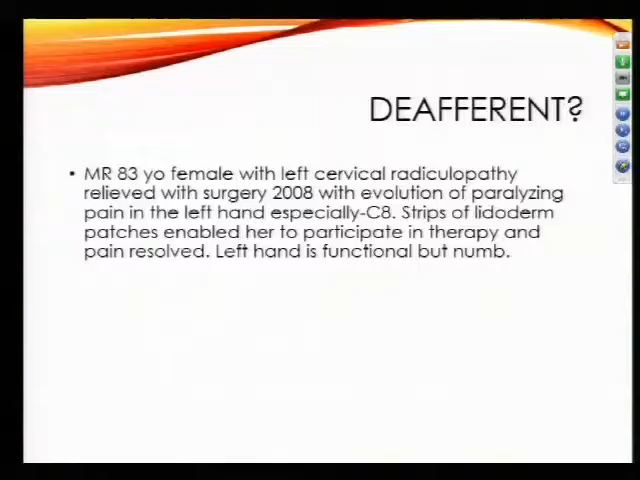 DEAFFERENT?
• MR 83 yo female with left cervical radiculopathy
relieved with surgery 2008 with evolution of paralyzing
pain in the left hand especially-C8. Strips of lidoderm
patches enabled her to participate in therapy and
pain resolved. Left hand is functional but numb.